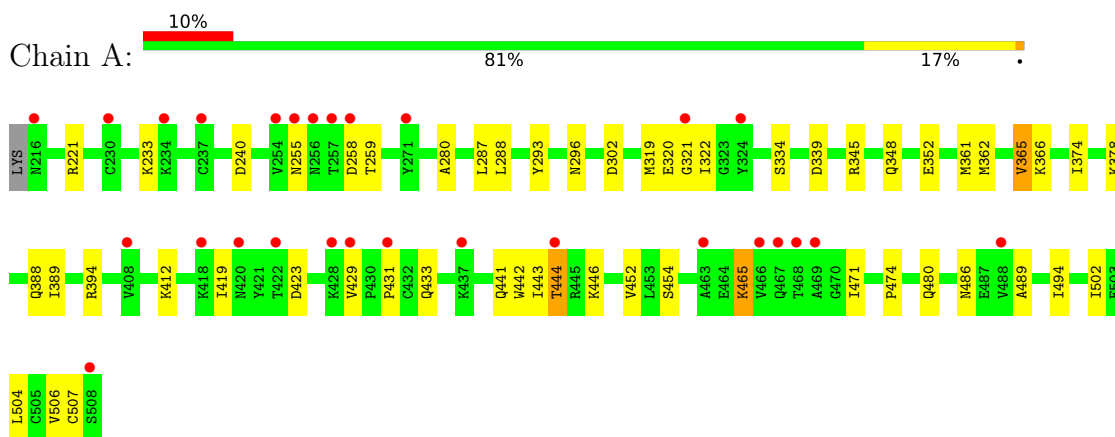 10%
Chain A:
81% 17% •
LYS N216 R221 C230 K233 K234 C237 D240 V254 N255 N256 T257 D258 T259 Y271 A280 L287 L288 Y293 N296 D302 M319 E320 G321 I322 G323 Y324 S334 D339 R345 Q348 E352 M361 M362 V365 K366 I374 K378
Q388 I389 R394 V408 K412 K418 I419 N420 Y421 T422 D423 K428 V429 P430 P431 C432 Q433 K437 Q441 W442 I443 T444 R445 K446 V452 L453 S454 A463 E464 K465 V466 Q467 T468 A469 G470 I471 P474 Q480 N486 E487 V488 A489 I494 I502 E503
L504 C505 V506 C507 S508